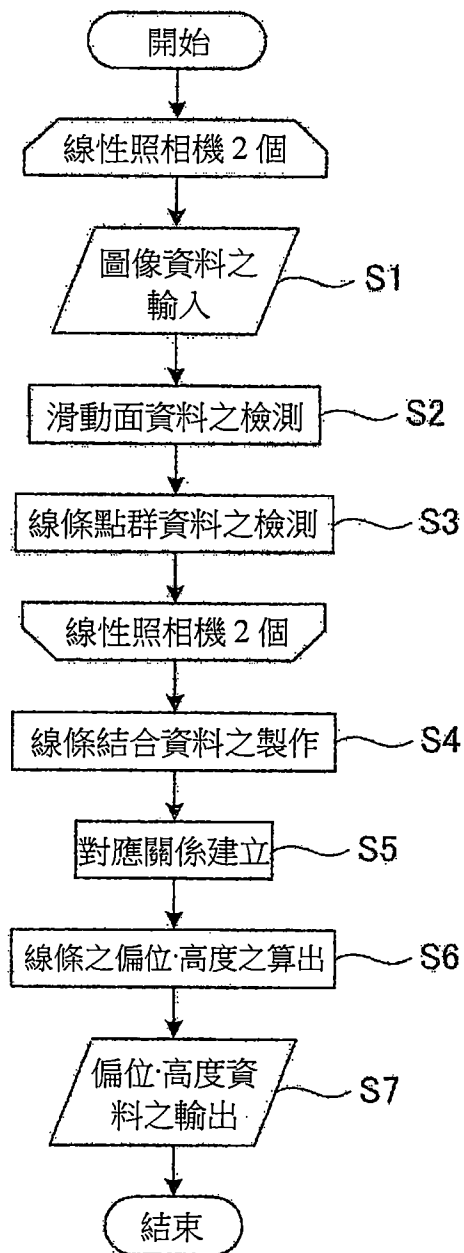 開始
線性照相機2個
圖像資料之
輸入
S1
滑動面資料之檢測
S2
線條點群資料之檢測
S3
線性照相機2個
線條結合資料之製作
S4
對應關係建立
S5
線條之偏位·高度之算出
S6
偏位·高度資
料之輸出
S7
結束